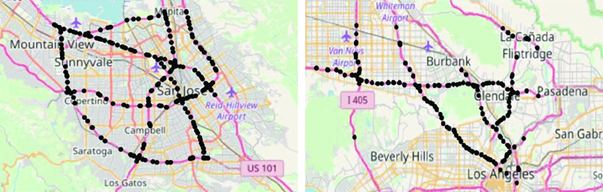 Milpita
Mountain View
Sunnyvale
San Jose
Cupertino
Reid-Hillview
Airport
Campbell
Saratoga
US 101
Los Gatos
Whiteman
Airport
La Cañada
Flintridge
Van Nuys
Airport
Burbank
I 405
Glendale
Pasadena
San Gabr
Beverly Hills
Los Angeles